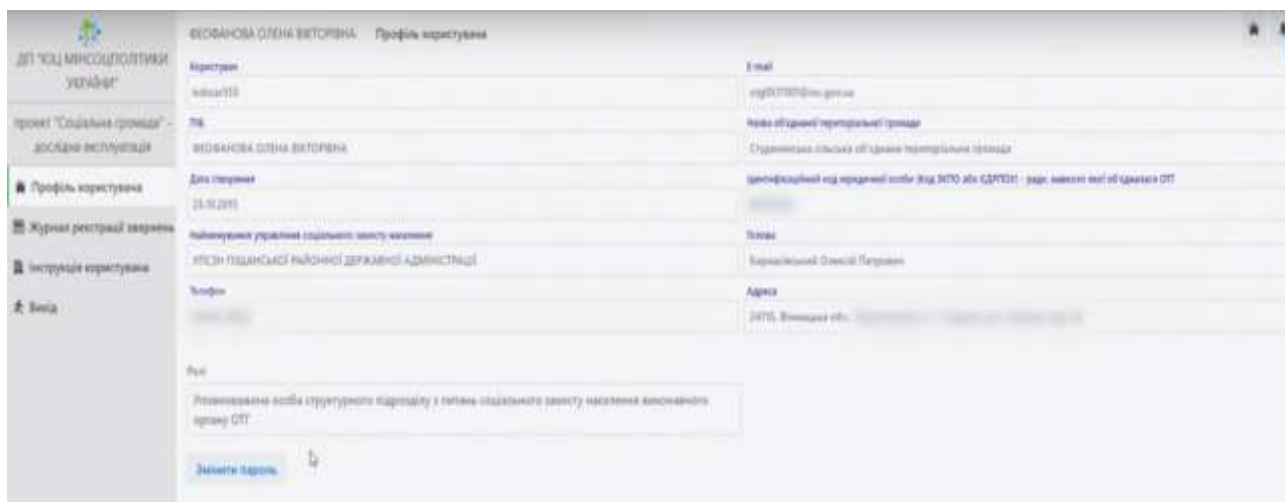 ФЕОФАНОВА ОЛЕНА ВІКТОРІВНА Профіль користувача
ДП "ІОЦ МІНСОЦПОЛІТИКИ
УКРАЇНИ"
проект "Соціальна громада" -
дослідна експлуатація
Профіль користувача
Журнал реєстрації звернень
Інструкція користувача
Вихід
Користувач
E-mail
ПІБ
Назва об'єднаної територіальної громади
ФЕОФАНОВА ОЛЕНА ВІКТОРІВНА
Студенянська сільська об'єднана територіальна громада
Дата створення
Ідентифікаційний код юридичної особи (Код ЗКПО або ЄДРПОУ) - ради, навколо якої об'єдналася ОТГ
Найменування управління соціального захисту населення
Голова
УПСЗН ПІЩАНСЬКОЇ РАЙОННОЇ ДЕРЖАВНОЇ АДМІНІСТРАЦІЇ
Олексій Петрович
Телефон
Адреса
Вінницька обл.,
Ролі
Уповноважена особа структурного підрозділу з питань соціального захисту населення виконавчого
органу ОТГ
Змінити пароль